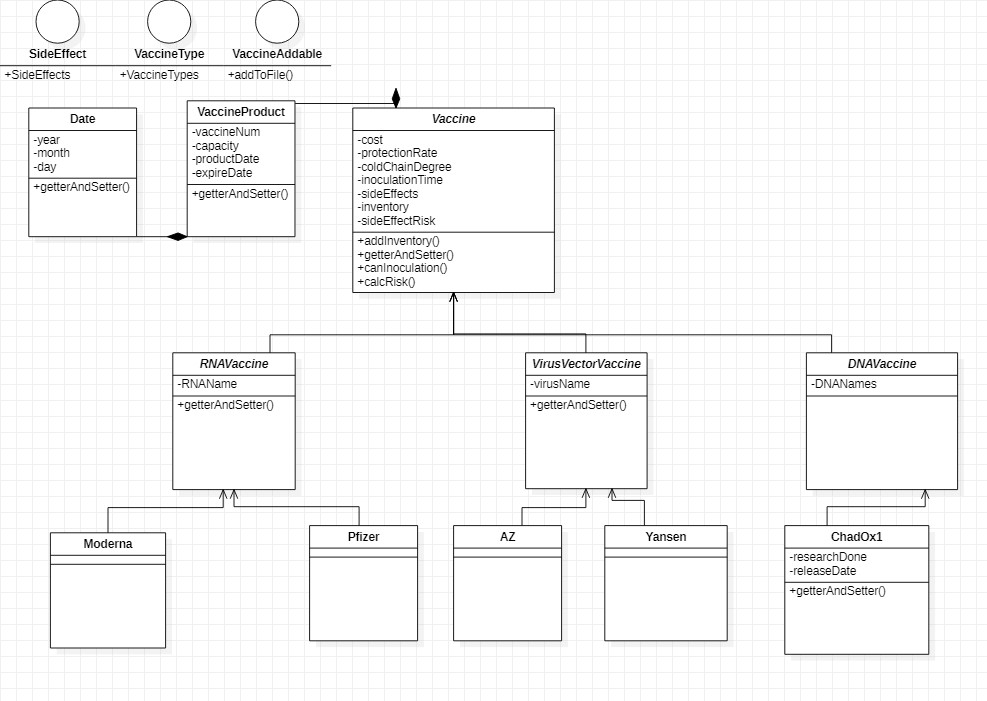 SideEffect
+SideEffects
VaccineType
+VaccineTypes
VaccineAddable
+addToFile()
Date
-year
-month
-day
+getterAndSetter()
VaccineProduct
-vaccineNum
-capacity
-productDate
-expireDate
+getterAndSetter()
Vaccine
-cost
-protectionRate
-coldChainDegree
-inoculationTime
-sideEffects
-inventory
-sideEffectRisk
+addInventory()
+getterAndSetter()
+canInoculation()
+calcRisk()
RNAVaccine
-RNAName
+getterAndSetter()
VirusVectorVaccine
-virusName
+getterAndSetter()
DNAVaccine
-DNANames
Moderna
Pfizer
AZ
Yansen
ChadOx1
-researchDone
-releaseDate
+getterAndSetter()